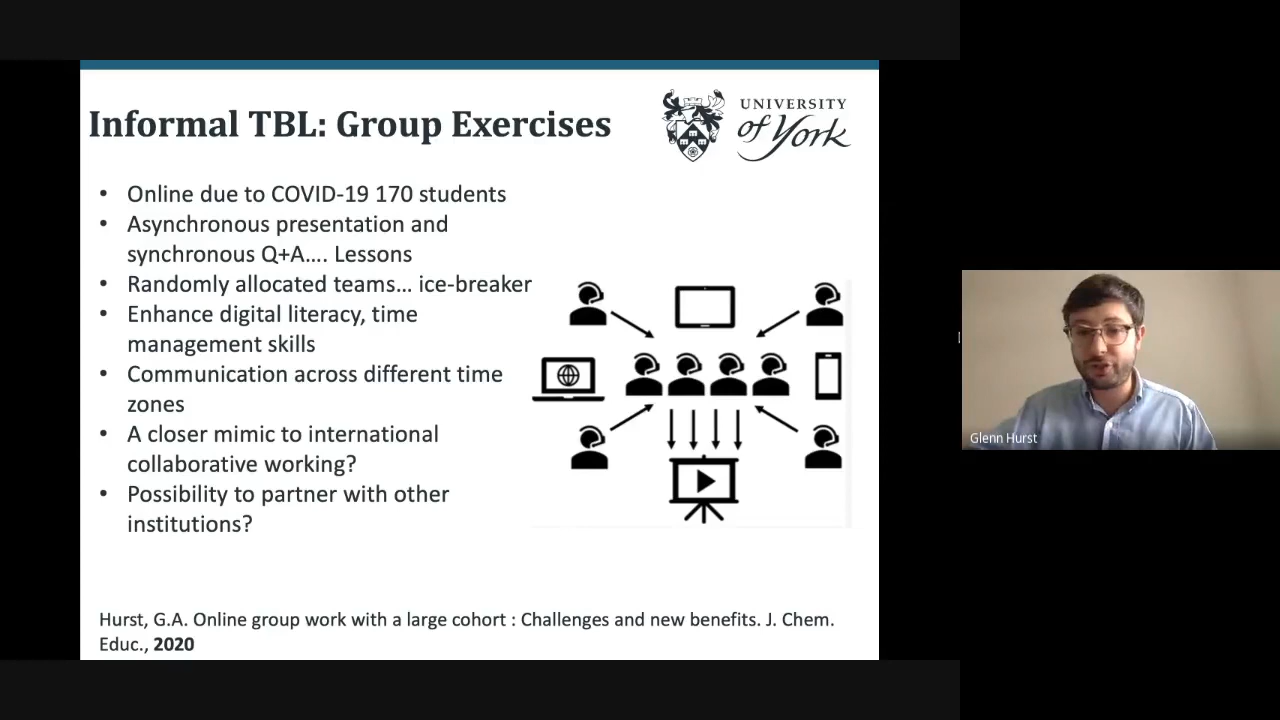 Informal TBL: Group Exercises
UNIVERSITY
of York
• Online due to COVID-19 170 students
• Asynchronous presentation and
synchronous Q+A…. Lessons
• Randomly allocated teams… ice-breaker
• Enhance digital literacy, time
management skills
• Communication across different time
zones
• A closer mimic to international
collaborative working?
• Possibility to partner with other
institutions?
Hurst, G.A. Online group work with a large cohort : Challenges and new benefits. J. Chem.
Educ., 2020
Glenn Hurst